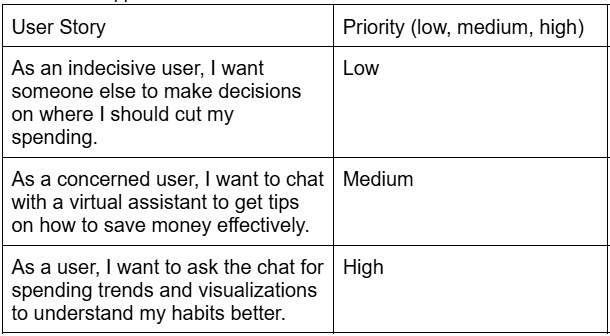 User Story
Priority (low, medium, high)
As an indecisive user, I want
someone else to make decisions
on where I should cut my
spending.
Low
As a concerned user, I want to chat
with a virtual assistant to get tips
on how to save money effectively.
Medium
As a user, I want to ask the chat for
spending trends and visualizations
to understand my habits better.
High